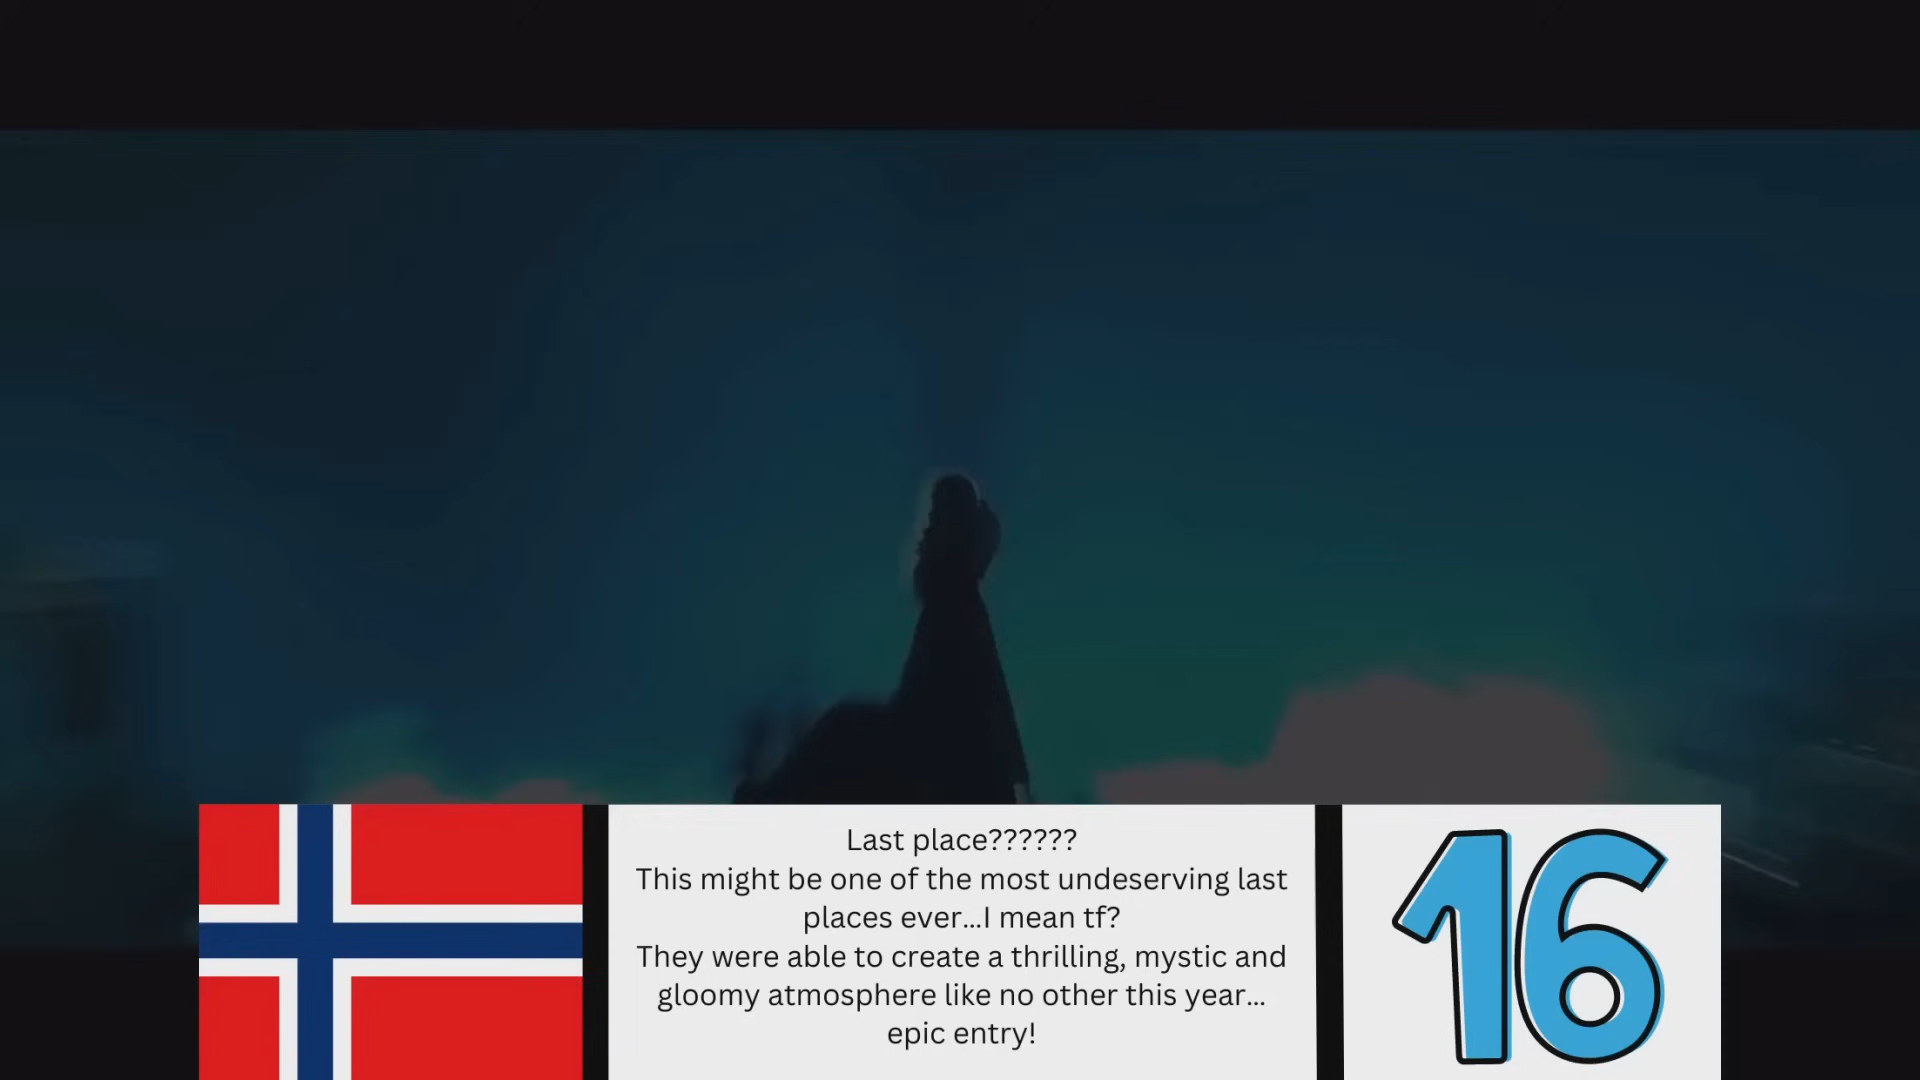 Last place??????
This might be one of the most undeserving last
places ever...I mean tf?
They were able to create a thrilling, mystic and
gloomy atmosphere like no other this year...
epic entry!
16